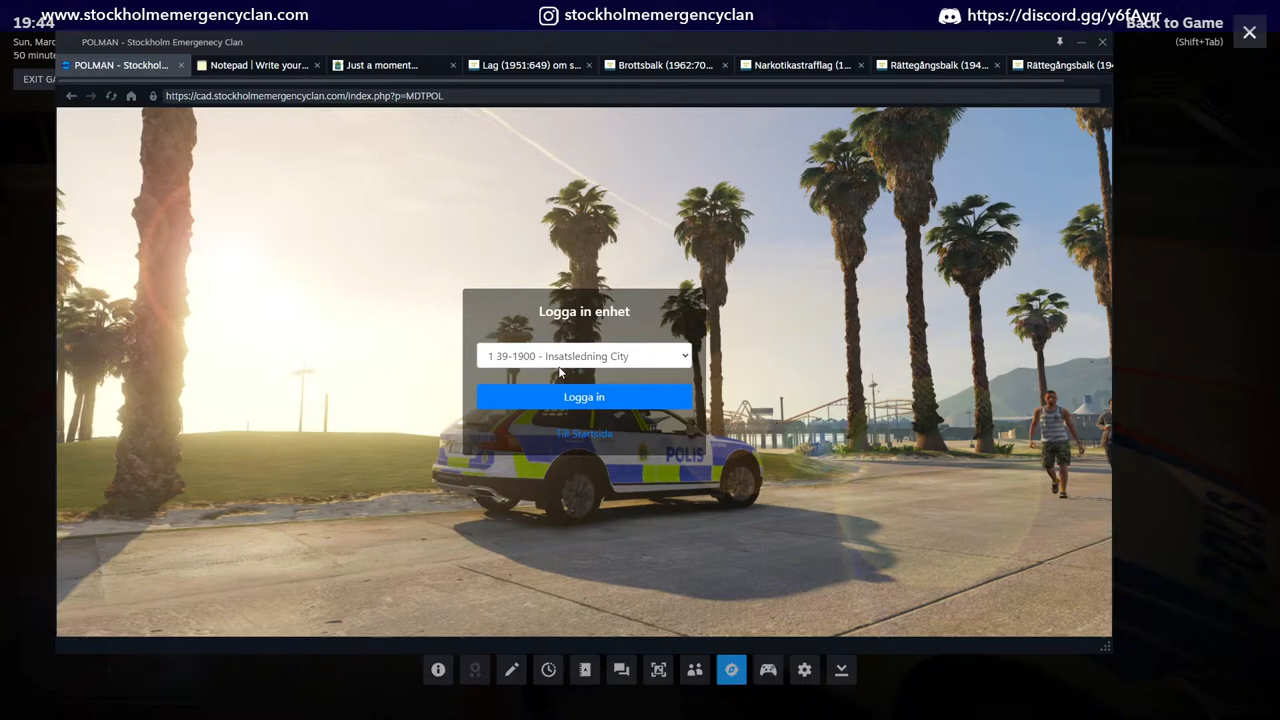 www.stockholmemergencyclan.com
stockholmemergencyclan
https://discord.gg/y6fAyrr
19:44
Back to Game
Sun, Marc
(Shift+Tab)
50 minute
EXIT GA
POLMAN - Stockholm Emergenecy Clan
POLMAN - Stockhol...
Notepad | Write your...
Just a moment...
Lag (1951:649) om s...
Brottsbalk (1962:70...
Narkotikastrafflag (1...
Rättegångsbalk (194...
Rättegångsbalk (194
https://cad.stockholmemergencyclan.com/index.php?p=MDTPOL
Logga in enhet
1 39-1900 - Insatsledning City
Logga in
Till Startsida
POLIS